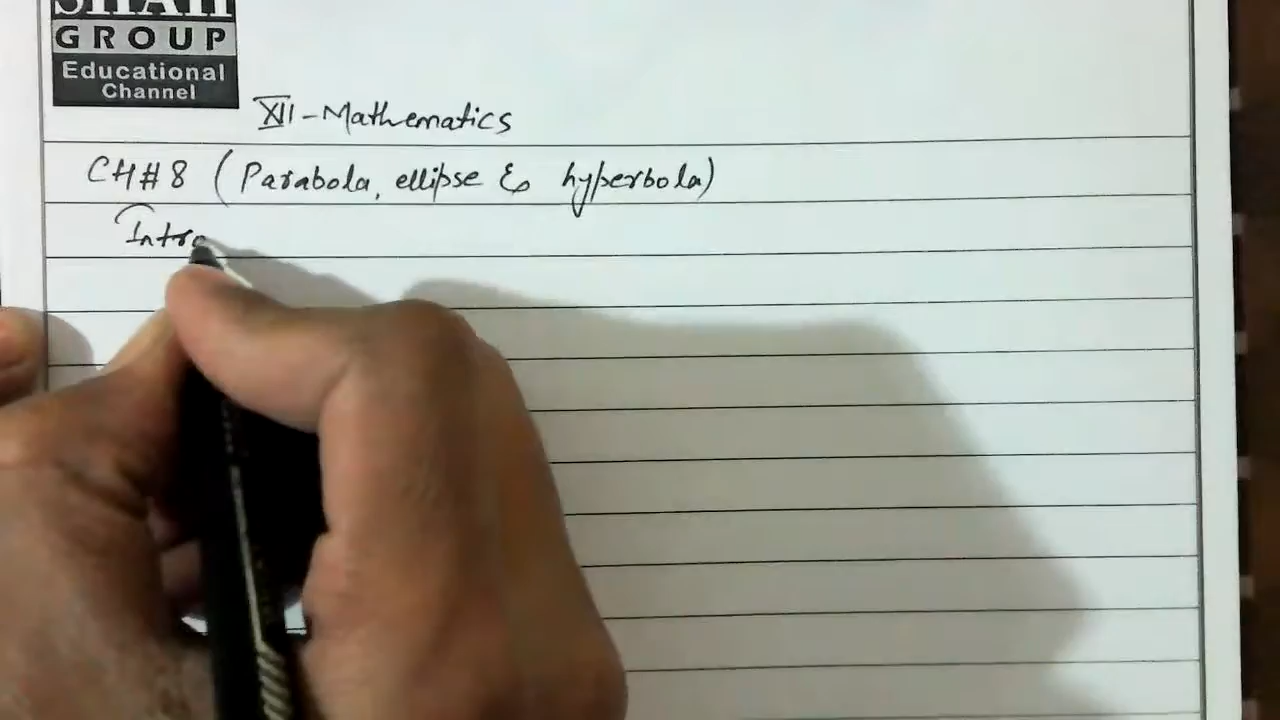 GROUP
Educational
Channel
XII - Mathematics
CH# 8 (Parabola, ellipse & hyperbola)
Intro